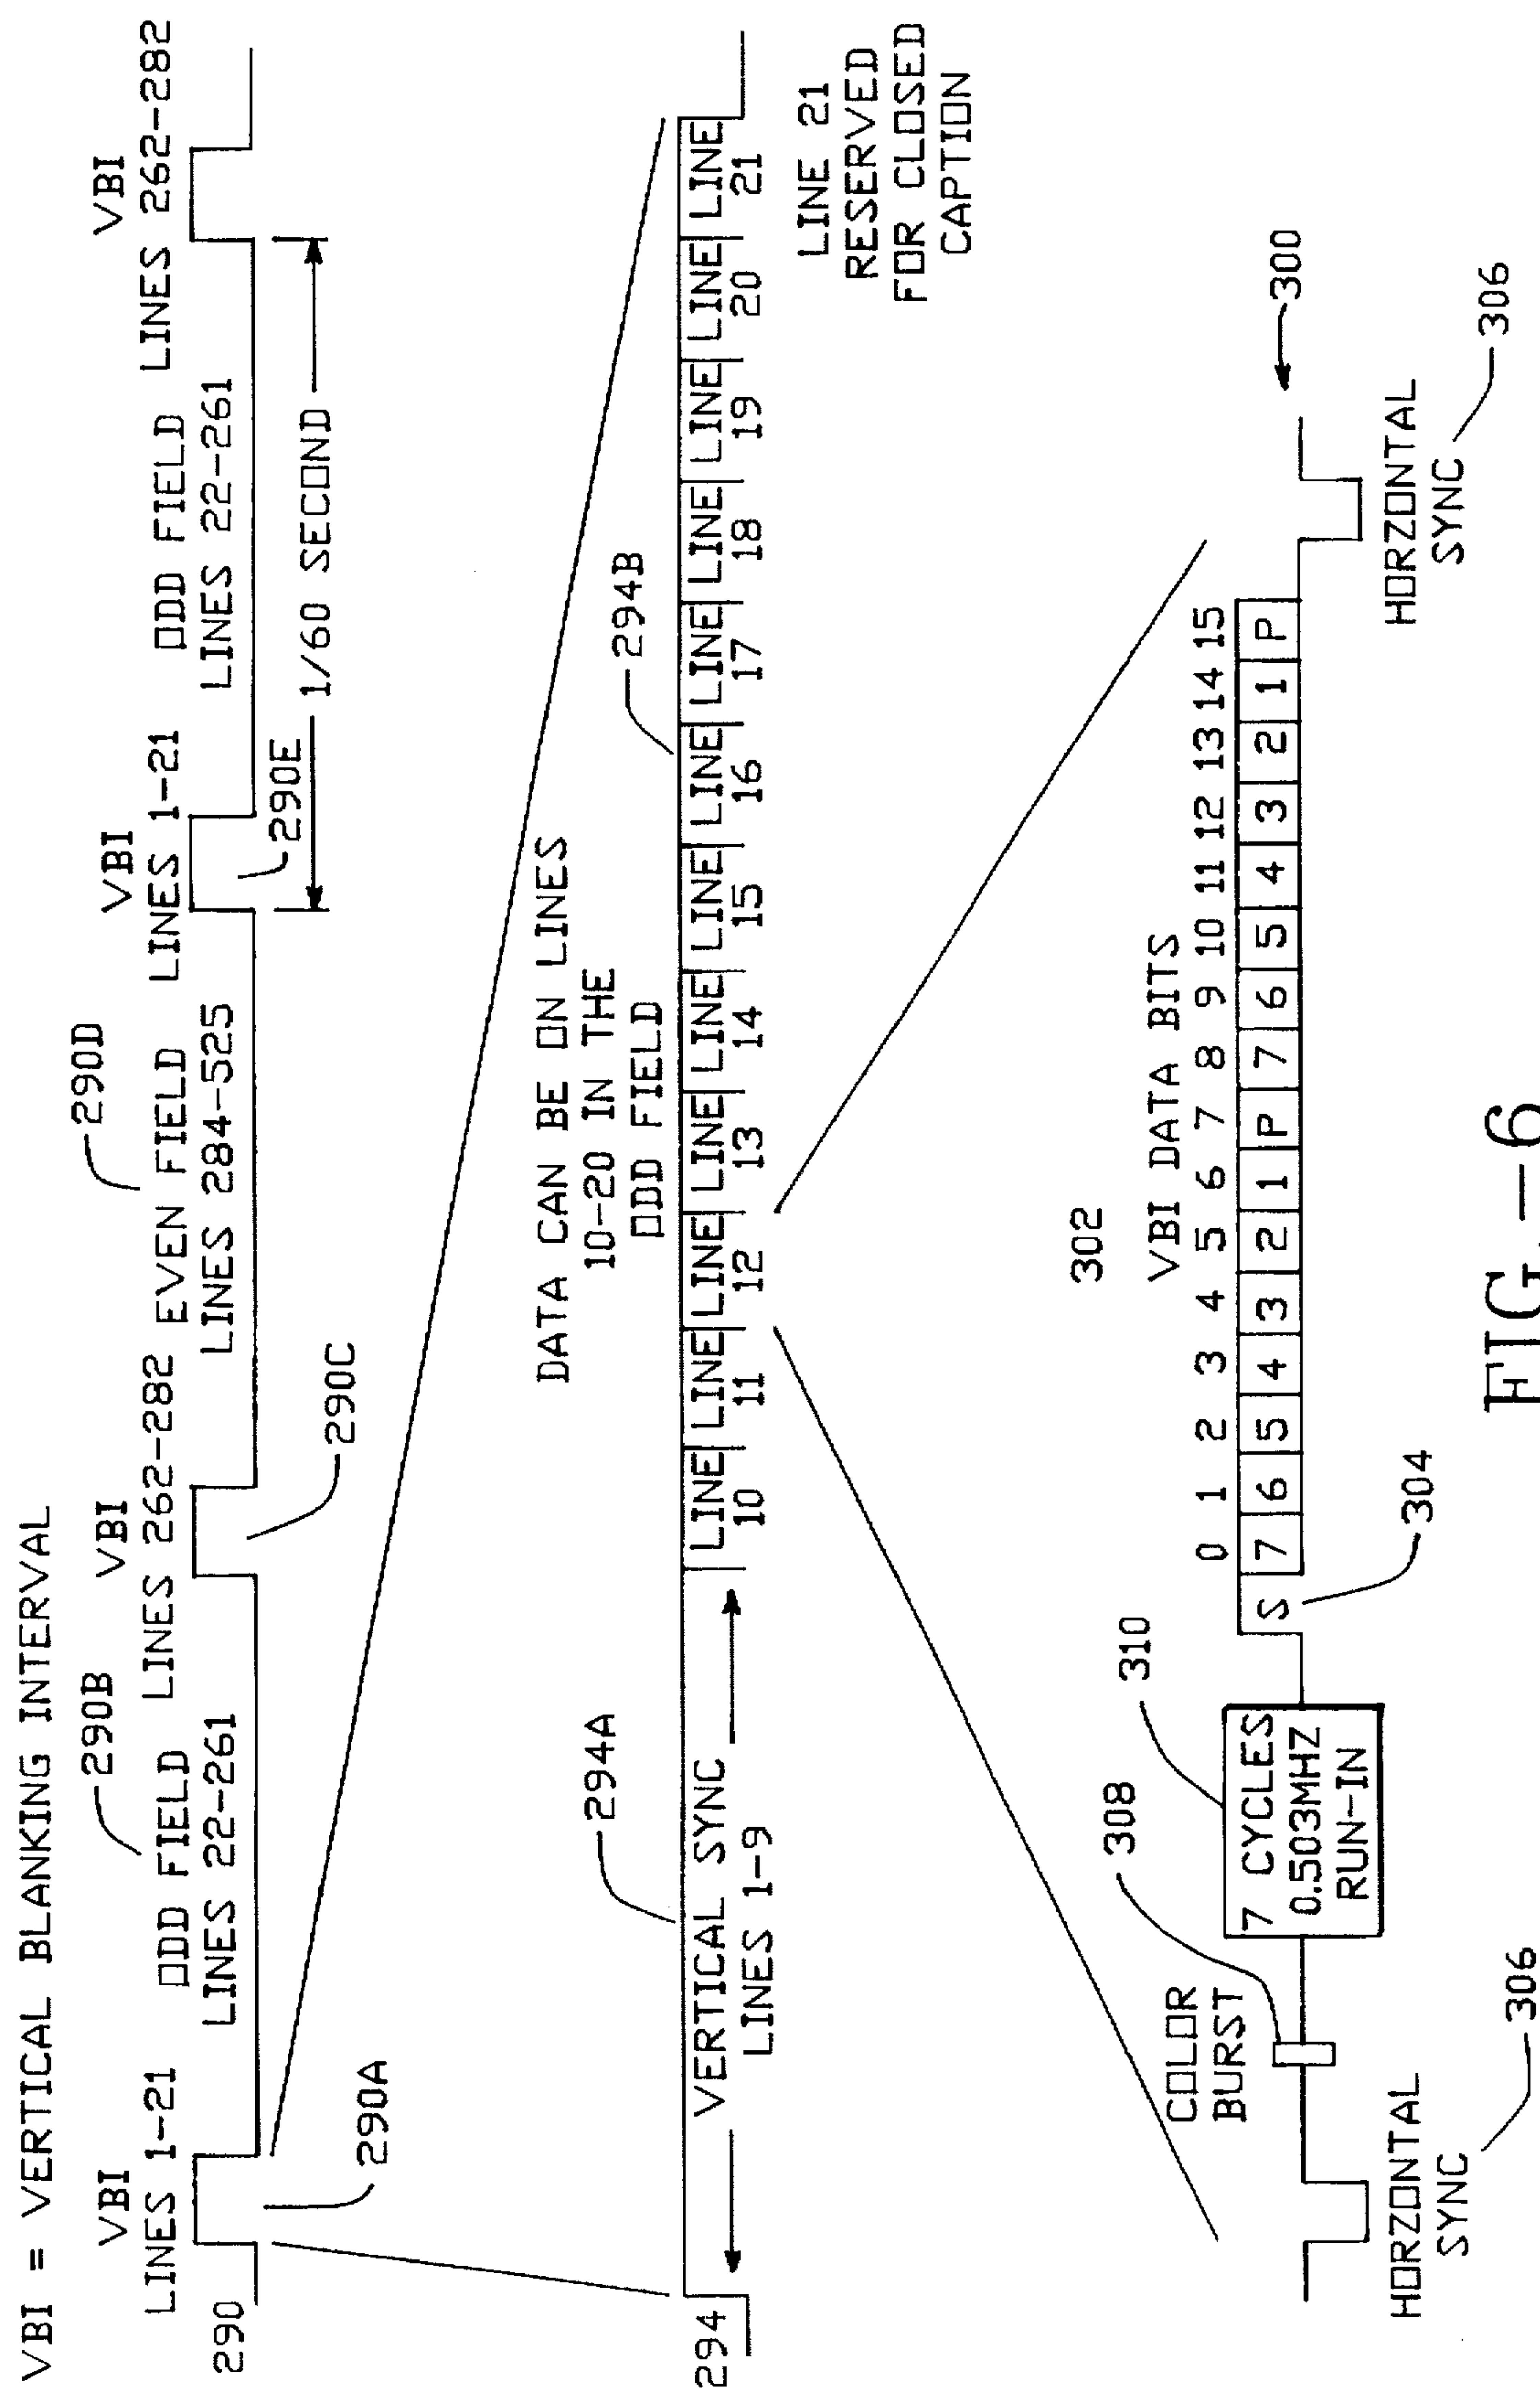 VBI = VERTICAL BLANKING INTERVAL
VBI
LINES 1-21
290B
ODD FIELD
LINES 22-261
VBI
LINES 262-282
290D
EVEN FIELD
LINES 284-525
VBI
LINES 1-21
ODD FIELD
LINES 22-261
VBI
LINES 262-282
290
290A
290C
290E
1/60 SECOND
DATA CAN BE ON LINES
10-20 IN THE
ODD FIELD
294A
294B
294
VERTICAL SYNC
LINES 1-9
LINE LINE LINE LINE LINE LINE LINE LINE LINE LINE LINE LINE
10 11 12 13 14 15 16 17 18 19 20 21
LINE 21
RESERVED
FOR CLOSED
CAPTION
302
VBI DATA BITS
0 1 2 3 4 5 6 7 8 9 10 11 12 13 14 15
S 7 6 5 4 3 2 1 P 7 6 5 4 3 2 1 P
300
COLOR
BURST
308
310
7 CYCLES
0.503MHZ
RUN-IN
304
HORZONTAL
SYNC
306
HORZONTAL
SYNC
306
FIG.-6